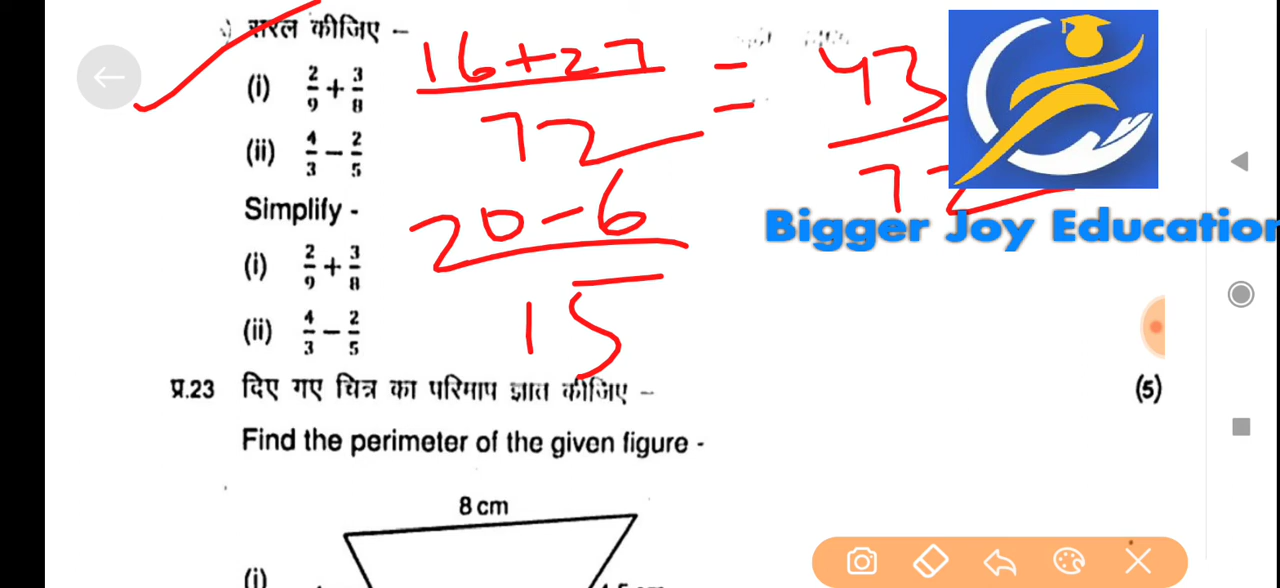 सरल कीजिए –
(i) 2/9 + 3/8
16+27/72 = 43/72
(ii) 4/3 – 2/5
20-6/15
Simplify -
(i) 2/9 + 3/8
(ii) 4/3 – 2/5
Bigger Joy Education
प्र.23 दिए गए चित्र का परिमाप ज्ञात कीजिए – (5)
Find the perimeter of the given figure -
8 cm
(i)